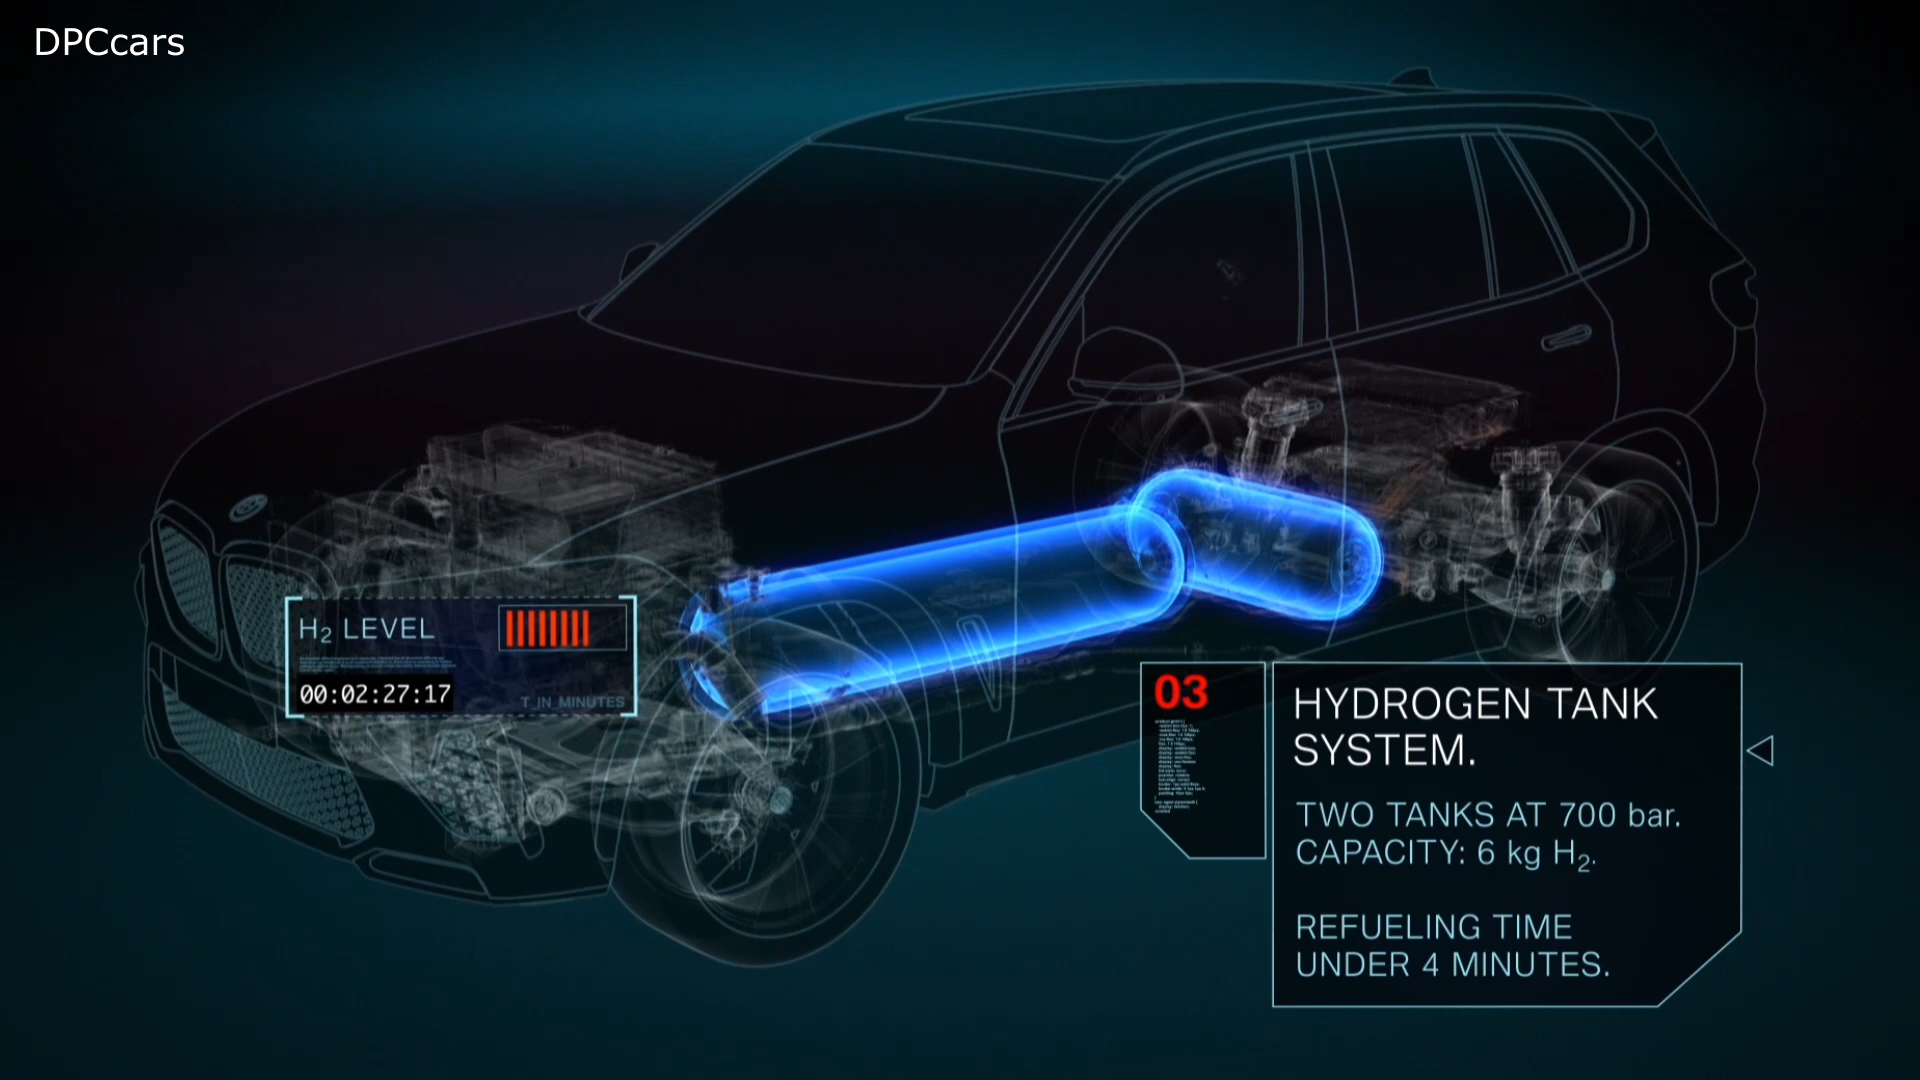 DPCcars
H₂ LEVEL
00:02:27:17
T_IN_MINUTES
03
HYDROGEN TANK
SYSTEM.
TWO TANKS AT 700 bar.
CAPACITY: 6 kg H₂.
REFUELING TIME
UNDER 4 MINUTES.